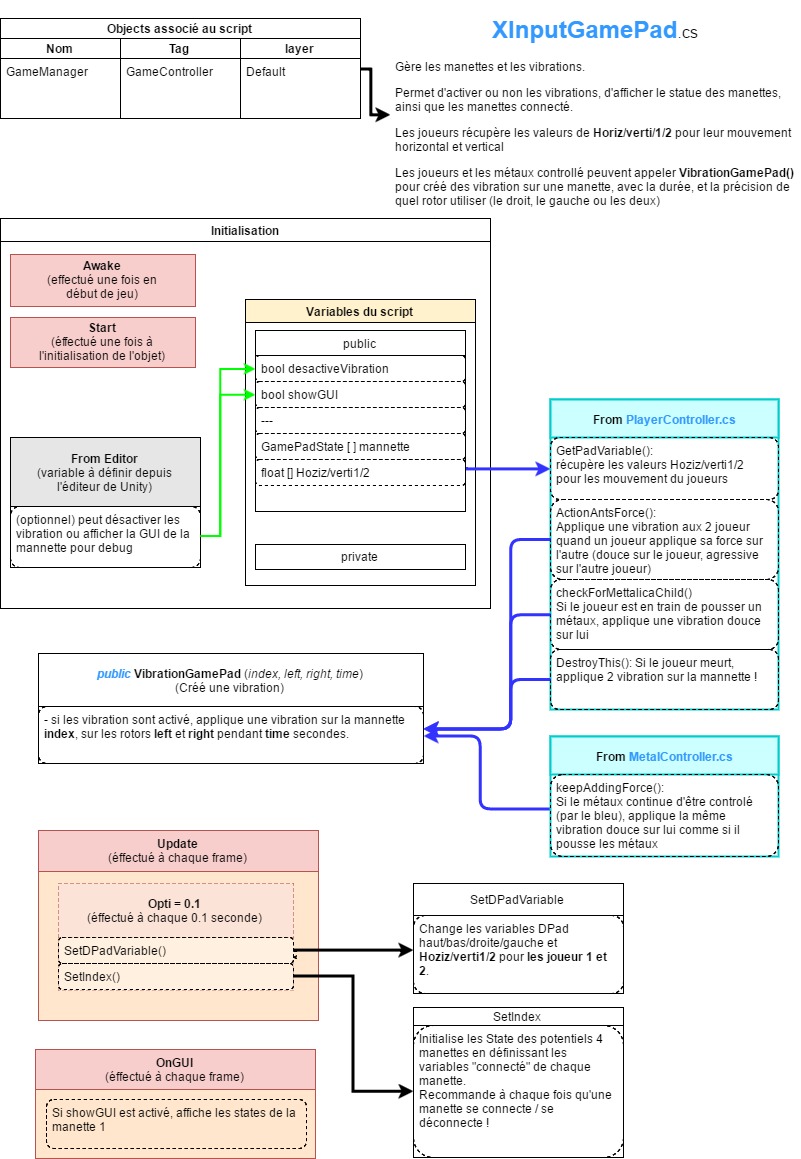 XInputGamePad.cs
Objects associé au script
Nom
Tag
layer
GameManager
GameController
Default
Gère les manettes et les vibrations.
Permet d'activer ou non les vibrations, d'afficher le statue des manettes,
ainsi que les manettes connecté.
Les joueurs récupère les valeurs de Horiz/verti/1/2 pour leur mouvement
horizontal et vertical
Les joueurs et les métaux controllé peuvent appeler VibrationGamePad()
pour créé des vibration sur une manette, avec la durée, et la précision de
quel rotor utiliser (le droit, le gauche ou les deux)
Initialisation
Awake
(effectué une fois en
début de jeu)
Start
(éffectué une fois à
l'initialisation de l'objet)
From Editor
(variable à définir depuis
l'éditeur de Unity)
(optionnel) peut désactiver les
vibration ou afficher la GUI de la
mannette pour debug
Variables du script
public
bool desactiveVibration
bool showGUI
---
GamePadState [ ] mannette
float [] Hoziz/verti1/2
private
From PlayerController.cs
GetPadVariable():
récupère les valeurs Hoziz/verti1/2
pour les mouvement du joueurs
ActionAntsForce():
Applique une vibration aux 2 joueur
quand un joueur applique sa force sur
l'autre (douce sur le joueur, agressive
sur l'autre joueur)
checkForMettalicaChild()
Si le joueur est en train de pousser un
métaux, applique une vibration douce
sur lui
DestroyThis(): Si le joueur meurt,
applique 2 vibration sur la mannette !
public VibrationGamePad (index, left, right, time)
(Créé une vibration)
- si les vibration sont activé, applique une vibration sur la mannette
index, sur les rotors left et right pendant time secondes.
From MetalController.cs
keepAddingForce():
Si le métaux continue d'être controlé
(par le bleu), applique la même
vibration douce sur lui comme si il
pousse les métaux
Update
(éffectué à chaque frame)
Opti = 0.1
(éffectué à chaque 0.1 seconde)
SetDPadVariable()
SetIndex()
SetDPadVariable
Change les variables DPad
haut/bas/droite/gauche et
Hoziz/verti1/2 pour les joueur 1 et
2.
SetIndex
Initialise les State des potentiels 4
manettes en définissant les
variables "connecté" de chaque
manette.
Recommande à chaque fois qu'une
manette se connecte / se
déconnecte !
OnGUI
(éffectué à chaque frame)
Si showGUI est activé, affiche les states de la
manette 1